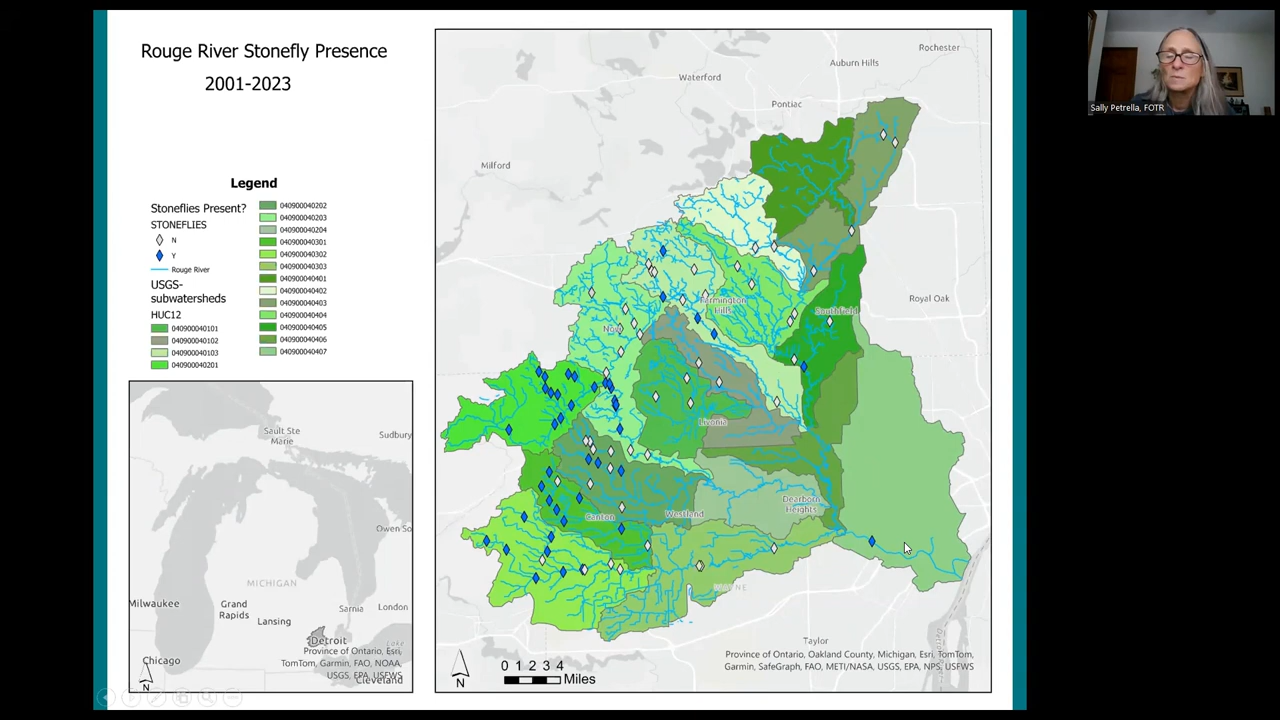 Rouge River Stonefly Presence
2001-2023
Legend
Stoneflies Present?
STONEFLIES
N
Y
Rouge River
USGS-
subwatersheds
HUC12
040900040101
040900040102
040900040103
040900040201
040900040202
040900040203
040900040204
040900040301
040900040302
040900040303
040900040401
040900040402
040900040403
040900040404
040900040405
040900040406
040900040407
Sault Ste
Marie
Sudbury
Owen So
MICHIGAN
Milwaukee
Grand
Rapids
Lansing
Sarnia
London
Detroit
Lake
Chicago
Cleveland
Province of Ontario, Esri,
TomTom, Garmin, FAO, NOAA,
USGS, EPA, USFWS
N
Rochester
Auburn Hills
Waterford
Pontiac
Milford
Royal Oak
Farmington
Hills
Southfield
Novi
Livonia
Canton
Westland
Dearborn
Heights
WAYNE
Taylor
N
0 1 2 3 4
Miles
Province of Ontario, Oakland County, Michigan, Esri, TomTom,
Garmin, SafeGraph, FAO, METI/NASA, USGS, EPA, NPS, USFWS
Sally Petrella, FOTR